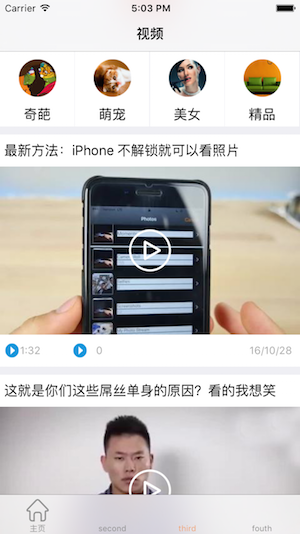 Carrier 5:03 PM
视频
奇葩 萌宠 美女 精品
最新方法：iPhone 不解锁就可以看照片
Photos
1:32 0 16/10/28
这就是你们这些屌丝单身的原因？看的我想笑
主页 second third fouth